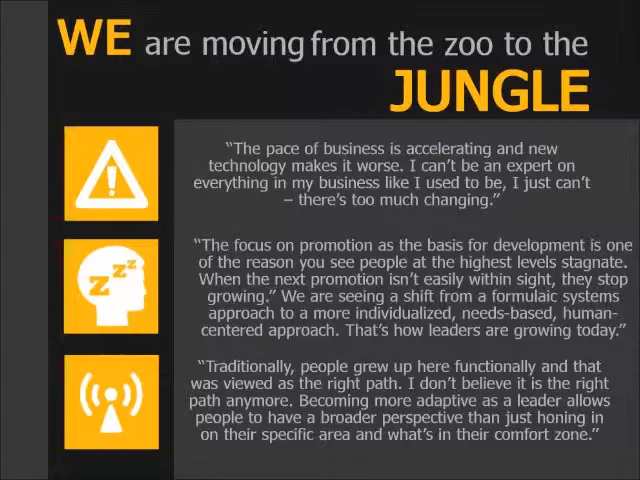 WE are moving from the zoo to the
JUNGLE
“The pace of business is accelerating and new
technology makes it worse. I can’t be an expert on
everything in my business like I used to be, I just can’t
– there’s too much changing.”
“The focus on promotion as the basis for development is one
of the reason you see people at the highest levels stagnate.
When the next promotion isn’t easily within sight, they stop
growing.” We are seeing a shift from a formulaic systems
approach to a more individualized, needs-based, human-
centered approach. That’s how leaders are growing today.”
“Traditionally, people grew up here functionally and that
was viewed as the right path. I don’t believe it is the right
path anymore. Becoming more adaptive as a leader allows
people to have a broader perspective than just honing in
on their specific area and what’s in their comfort zone.”